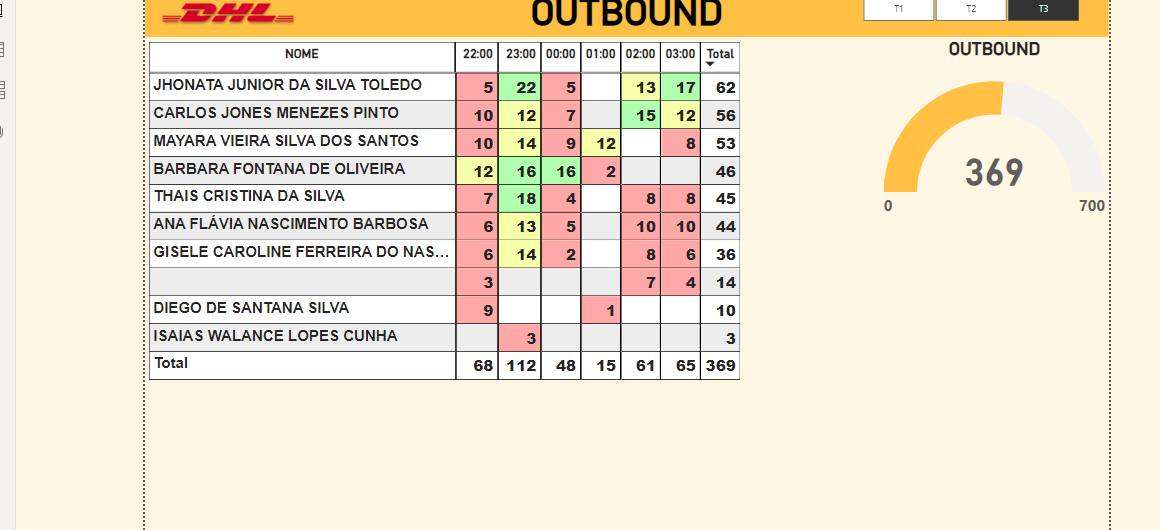 DHL
OUTBOUND
T1 T2 T3
NOME 22:00 23:00 00:00 01:00 02:00 03:00 Total
JHONATA JUNIOR DA SILVA TOLEDO 5 22 5 13 17 62
CARLOS JONES MENEZES PINTO 10 12 7 15 12 56
MAYARA VIEIRA SILVA DOS SANTOS 10 14 9 12 8 53
BARBARA FONTANA DE OLIVEIRA 12 16 16 2 46
THAIS CRISTINA DA SILVA 7 18 4 8 8 45
ANA FLÁVIA NASCIMENTO BARBOSA 6 13 5 10 10 44
GISELE CAROLINE FERREIRA DO NAS... 6 14 2 8 6 36
3 7 4 14
DIEGO DE SANTANA SILVA 9 1 10
ISAIAS WALANCE LOPES CUNHA 3 3
Total 68 112 48 15 61 65 369
OUTBOUND
369
0 700